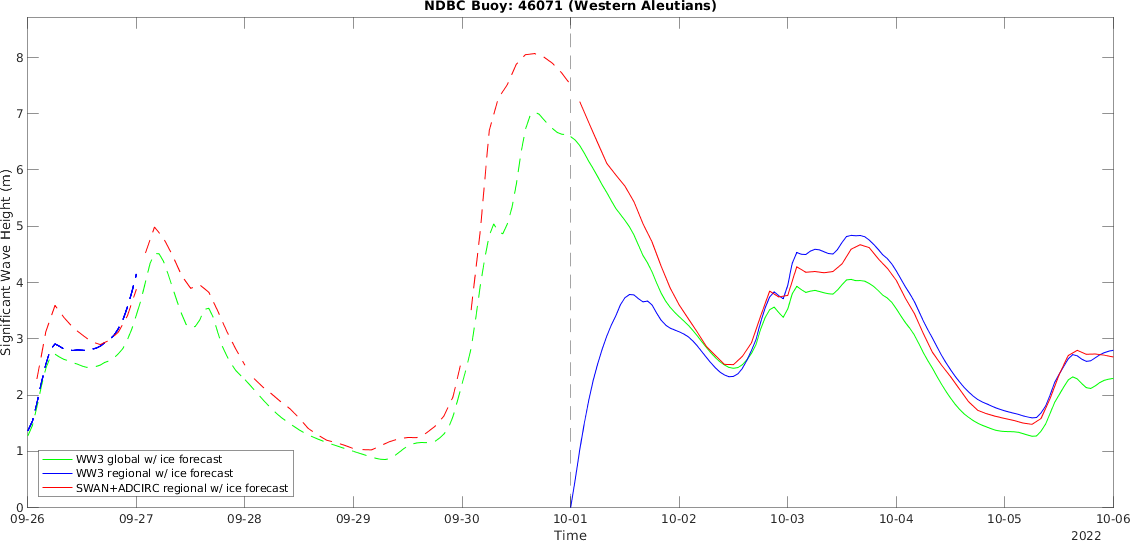 NDBC Buoy: 46071 (Western Aleutians)
Significant Wave Height (m)
8
7
6
5
4
3
2
1
0
WW3 global w/ ice forecast
WW3 regional w/ ice forecast
SWAN+ADCIRC regional w/ ice forecast
09-26 09-27 09-28 09-29 09-30 10-01 10-02 10-03 10-04 10-05 10-06
Time
2022